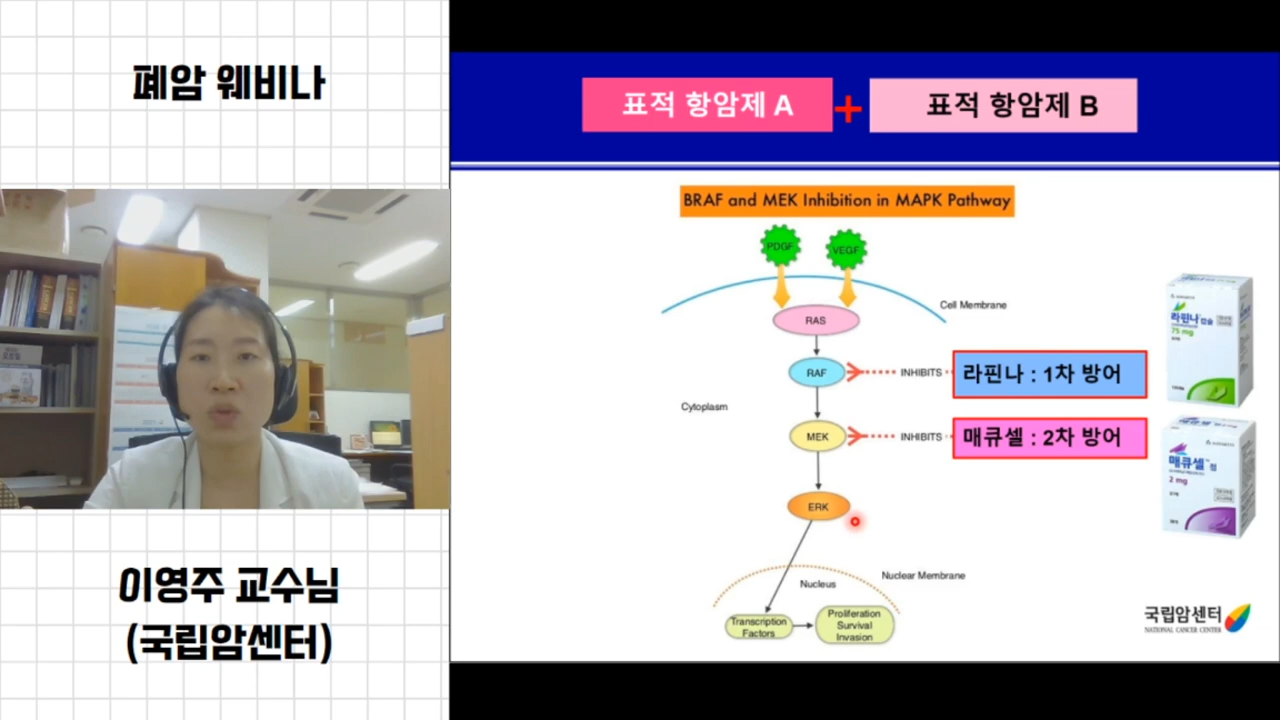 폐암 웨비나
이영주 교수님
(국립암센터)
표적 항암제 A
+
표적 항암제 B
BRAF and MEK Inhibition in MAPK Pathway
PDGF
VEGF
Cell Membrane
RAS
RAF
INHIBITS
라핀나 : 1차 방어
Cytoplasm
MEK
INHIBITS
매큐셀 : 2차 방어
ERK
Nuclear Membrane
Nucleus
Transcription
Factors
Proliferation
Survival
Invasion
라핀나 캡슐
75 mg
매큐셀 정
2 mg
국립암센터
NATIONAL CANCER CENTER